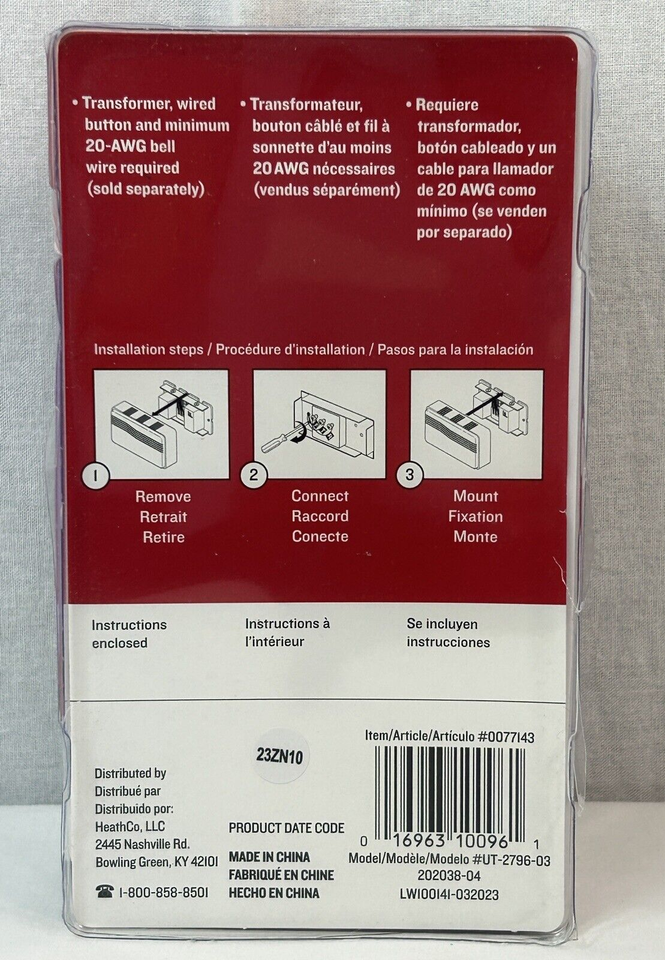 • Transformer, wired
button and minimum
20-AWG bell
wire required
(sold separately)
• Transformateur,
bouton câblé et fil à
sonnette d'au moins
20 AWG nécessaires
(vendus séparément)
• Requiere
transformador,
botón cableado y un
cable para llamador
de 20 AWG como
mínimo (se venden
por separado)
Installation steps / Procédure d'installation / Pasos para la instalación
1
Remove
Retrait
Retire
2
Connect
Raccord
Conecte
3
Mount
Fixation
Monte
Instructions
enclosed
Instructions à
l'intérieur
Se incluyen
instrucciones
Distributed by
Distribué par
Distribuido por:
HeathCo, LLC
2445 Nashville Rd.
Bowling Green, KY 42101
☎ 1-800-858-8501
23ZN10
PRODUCT DATE CODE
MADE IN CHINA
FABRIQUÉ EN CHINE
HECHO EN CHINA
Item/Article/Artículo #0077143
0 16963 10096 1
Model/Modèle/Modelo #UT-2796-03
202038-04
LW100141-032023